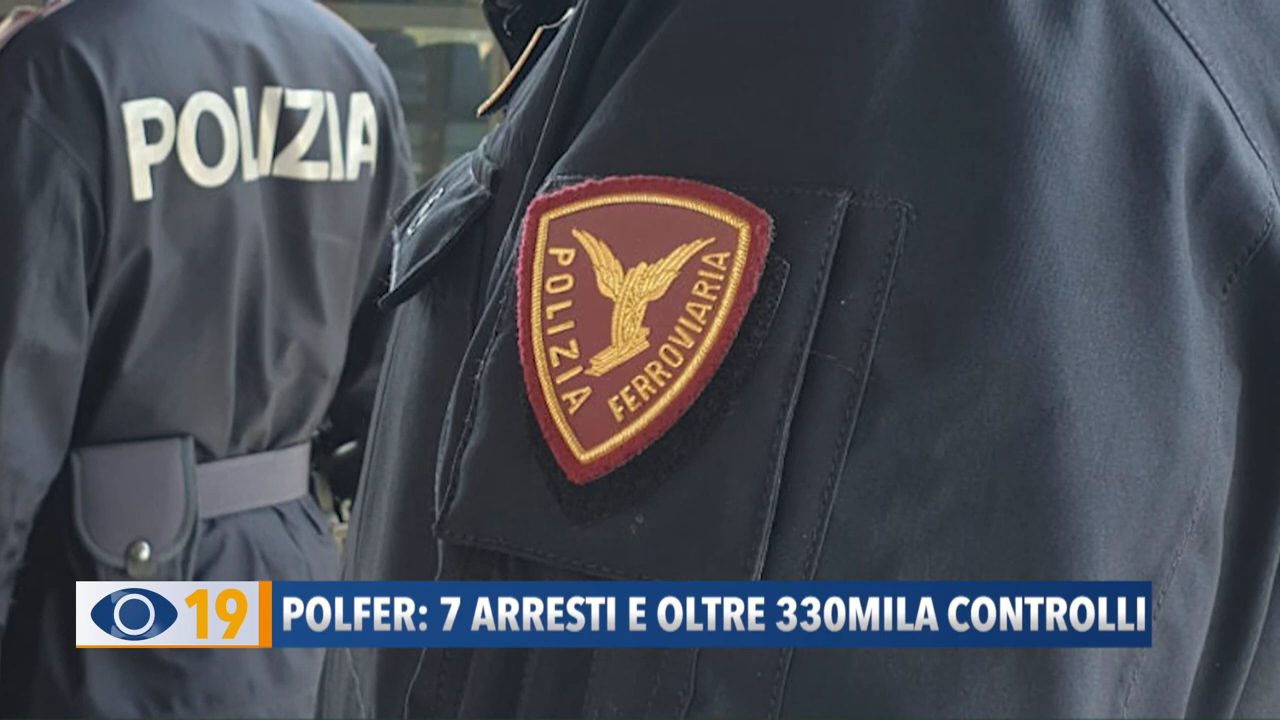 POLIZIA
POLIZIA
FERROVIARIA
19
POLFER: 7 ARRESTI E OLTRE 330MILA CONTROLLI